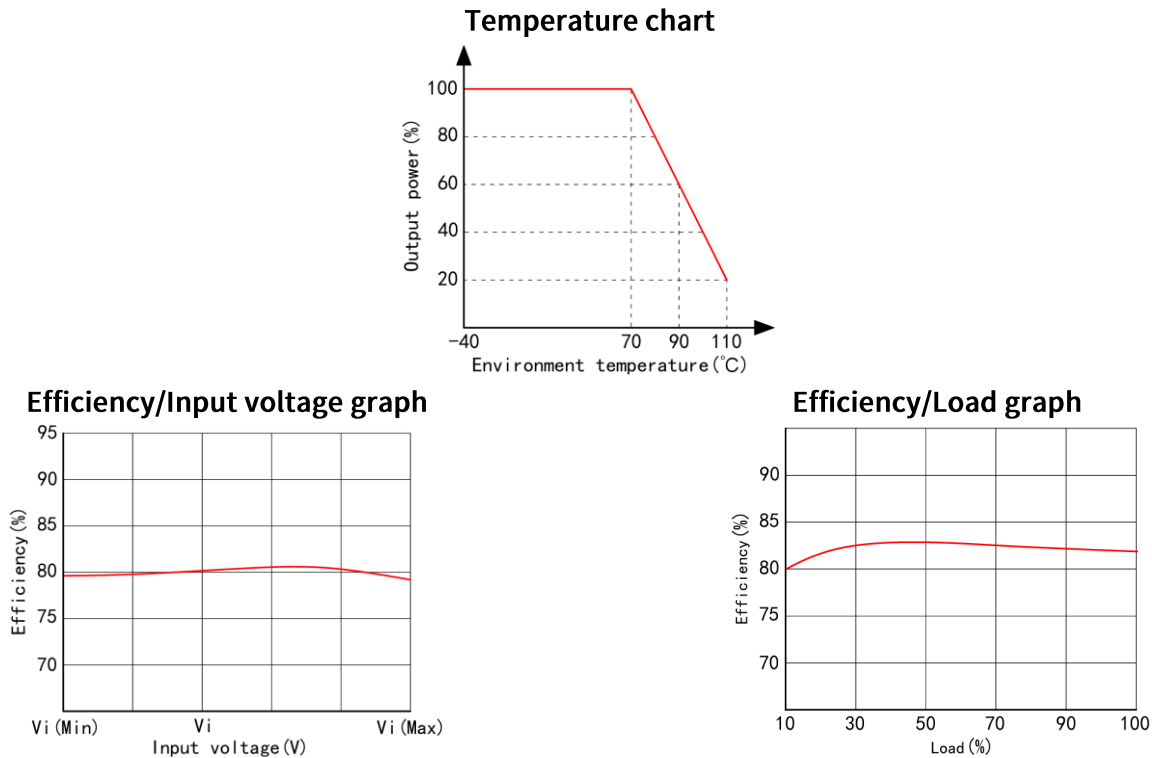 Temperature chart
100
80
60
40
20
Output power(%)
-40 70 90 110
Environment temperature(℃)
Efficiency/Input voltage graph
95
90
85
80
75
70
Efficiency(%)
Vi(Min) Vi Vi(Max)
Input voltage(V)
Efficiency/Load graph
90
85
80
75
70
Efficiency(%)
10 30 50 70 90 100
Load(%)